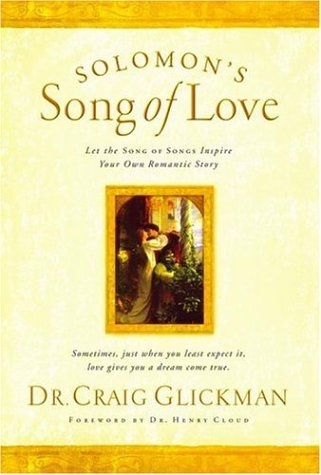 SOLOMON'S
Song of Love
LET THE SONG OF SONGS INSPIRE
YOUR OWN ROMANTIC STORY
Sometimes, just when you least expect it,
love gives you a dream come true.
DR. CRAIG GLICKMAN
FOREWORD BY DR. HENRY CLOUD